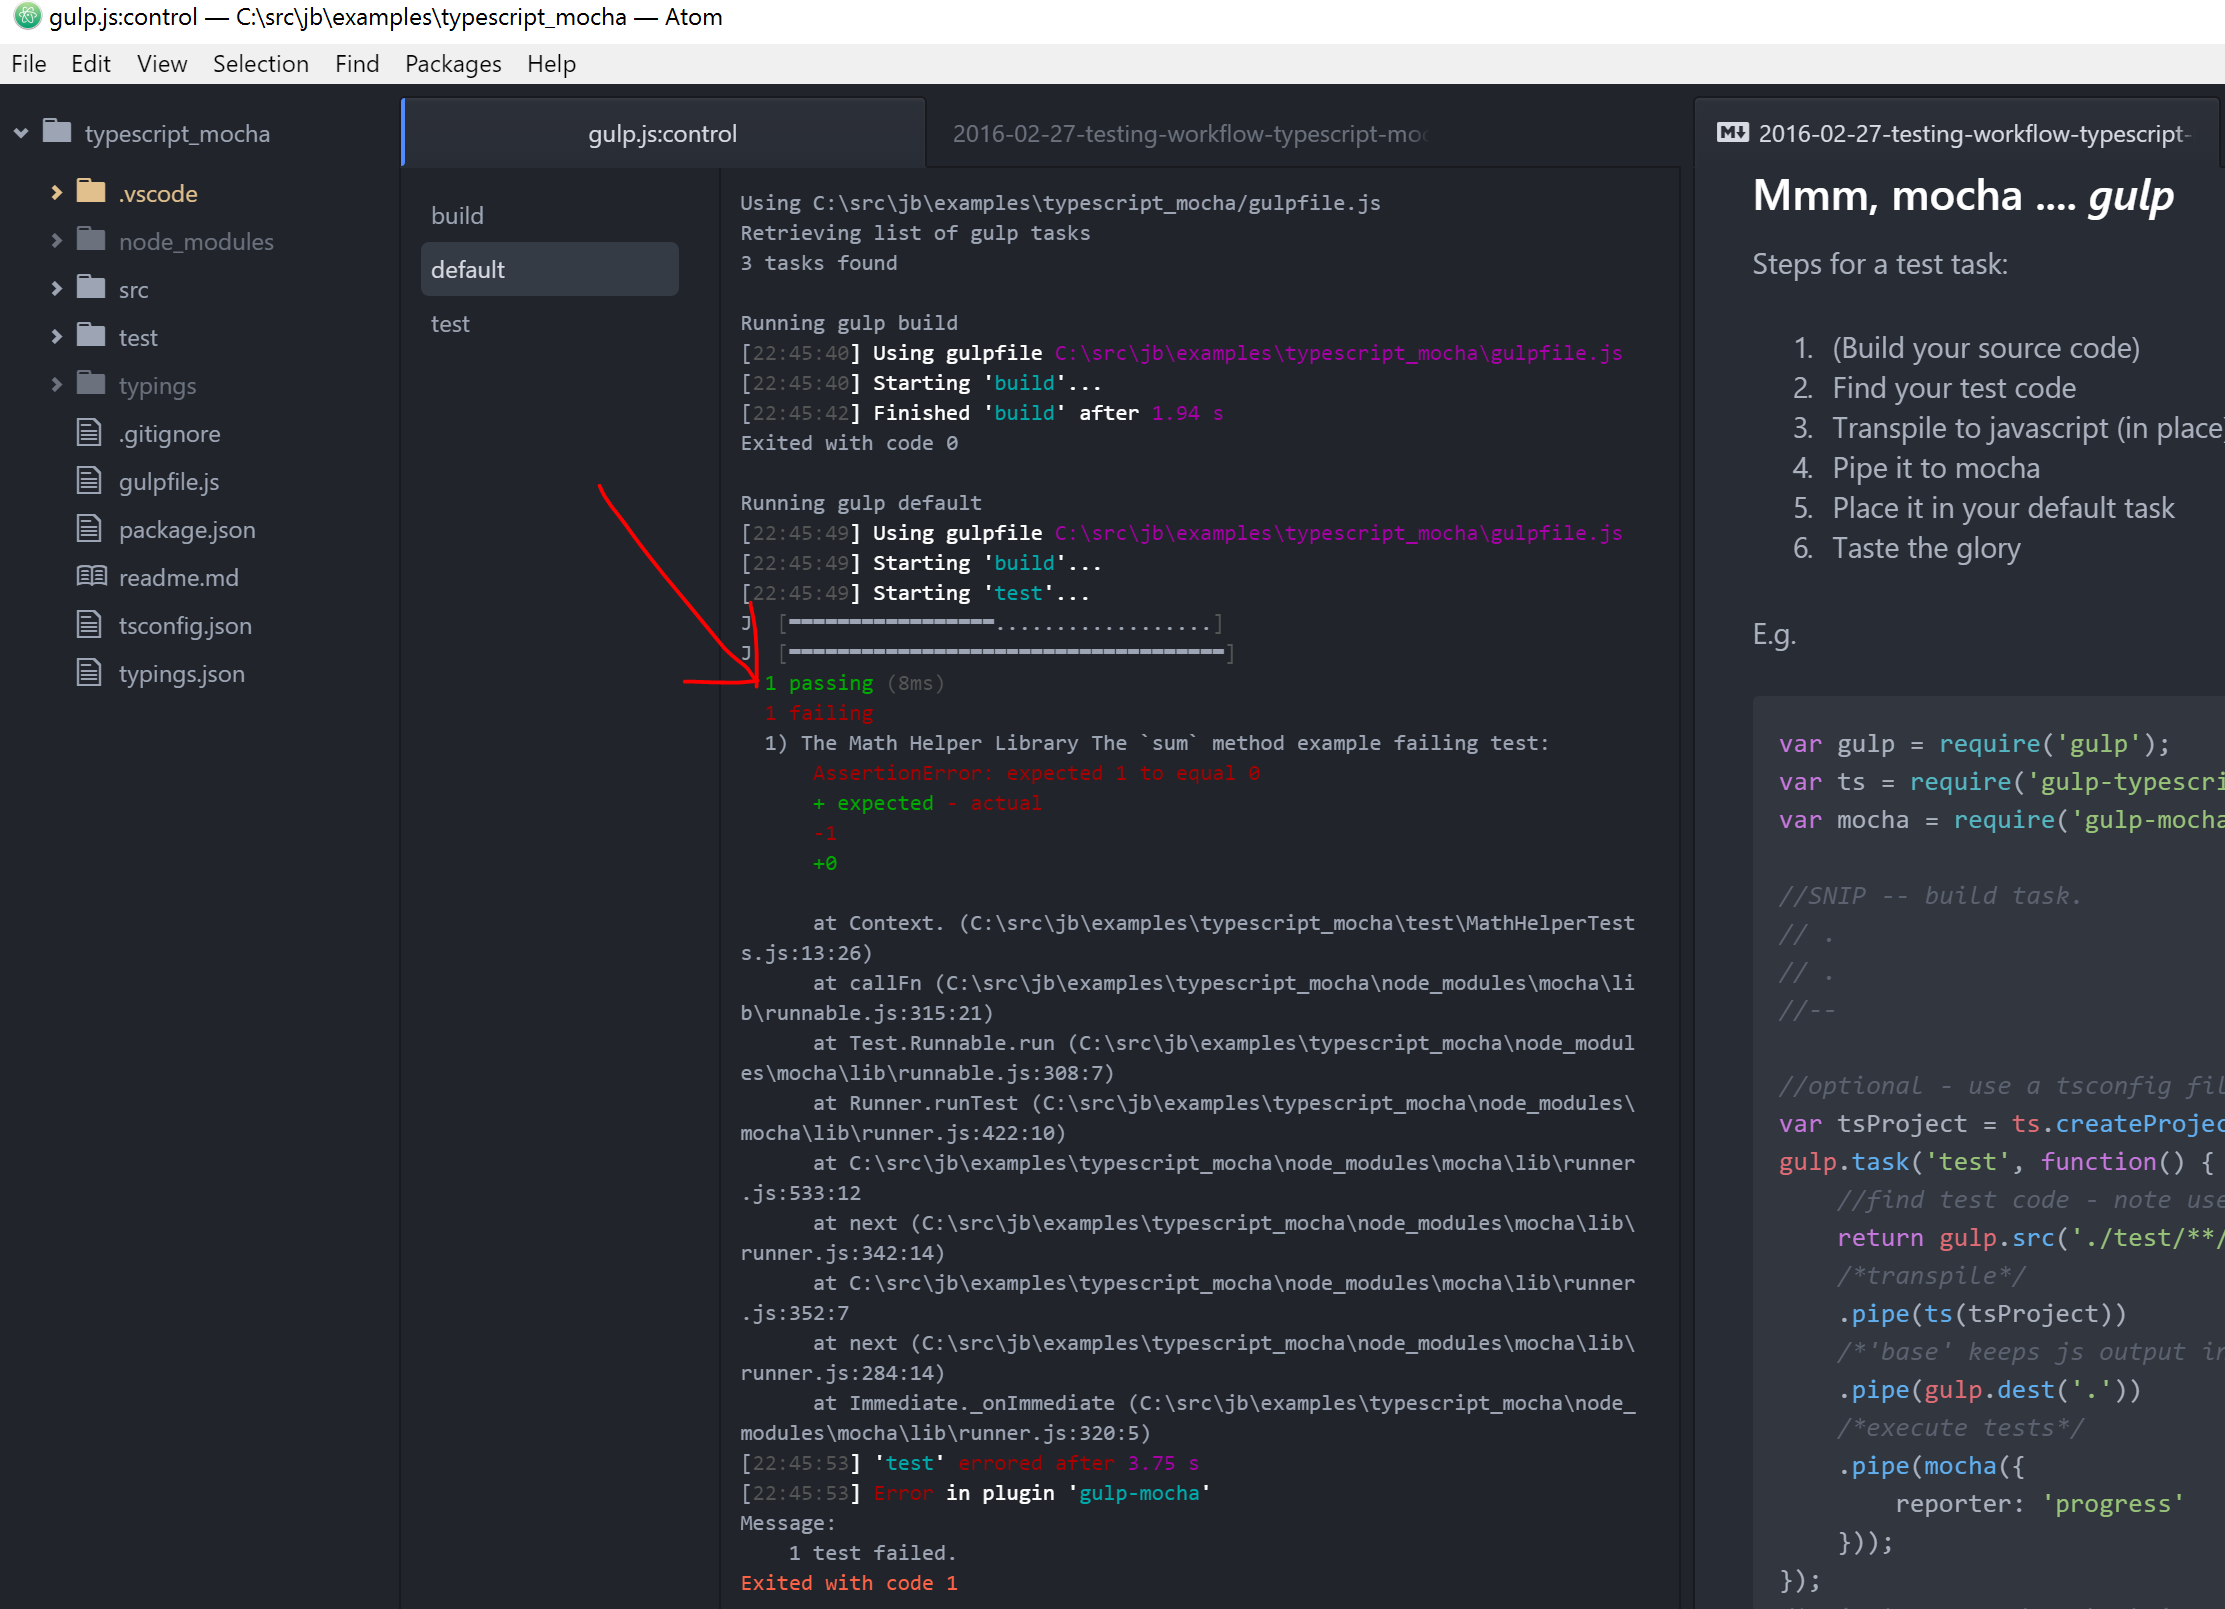 gulp.js:control — C:\src\jb\examples\typescript_mocha — Atom
File Edit View Selection Find Packages Help
typescript_mocha
.vscode
node_modules
src
test
typings
.gitignore
gulpfile.js
package.json
readme.md
tsconfig.json
typings.json
gulp.js:control
2016-02-27-testing-workflow-typescript-moc
build
default
test
Using C:\src\jb\examples\typescript_mocha/gulpfile.js
Retrieving list of gulp tasks
3 tasks found
Running gulp build
[22:45:40] Using gulpfile C:\src\jb\examples\typescript_mocha\gulpfile.js
[22:45:40] Starting 'build'...
[22:45:42] Finished 'build' after 1.94 s
Exited with code 0
Running gulp default
[22:45:49] Using gulpfile C:\src\jb\examples\typescript_mocha\gulpfile.js
[22:45:49] Starting 'build'...
[22:45:49] Starting 'test'...
J [▬▬▬▬▬▬▬▬▬▬▬▬▬▬▬▬▬..................]
J [▬▬▬▬▬▬▬▬▬▬▬▬▬▬▬▬▬▬▬▬▬▬▬▬▬▬▬▬▬▬▬▬▬▬▬▬]
1 passing (8ms)
1 failing
1) The Math Helper Library The `sum` method example failing test:
AssertionError: expected 1 to equal 0
+ expected - actual
-1
+0
at Context. (C:\src\jb\examples\typescript_mocha\test\MathHelperTest
s.js:13:26)
at callFn (C:\src\jb\examples\typescript_mocha\node_modules\mocha\li
b\runnable.js:315:21)
at Test.Runnable.run (C:\src\jb\examples\typescript_mocha\node_modul
es\mocha\lib\runnable.js:308:7)
at Runner.runTest (C:\src\jb\examples\typescript_mocha\node_modules\
mocha\lib\runner.js:422:10)
at C:\src\jb\examples\typescript_mocha\node_modules\mocha\lib\runner
.js:533:12
at next (C:\src\jb\examples\typescript_mocha\node_modules\mocha\lib\
runner.js:342:14)
at C:\src\jb\examples\typescript_mocha\node_modules\mocha\lib\runner
.js:352:7
at next (C:\src\jb\examples\typescript_mocha\node_modules\mocha\lib\
runner.js:284:14)
at Immediate._onImmediate (C:\src\jb\examples\typescript_mocha\node_
modules\mocha\lib\runner.js:320:5)
[22:45:53] 'test' errored after 3.75 s
[22:45:53] Error in plugin 'gulp-mocha'
Message:
1 test failed.
Exited with code 1
2016-02-27-testing-workflow-typescript-
Mmm, mocha .... gulp
Steps for a test task:
1. (Build your source code)
2. Find your test code
3. Transpile to javascript (in place)
4. Pipe it to mocha
5. Place it in your default task
6. Taste the glory
E.g.
var gulp = require('gulp');
var ts = require('gulp-typescri
var mocha = require('gulp-mocha
//SNIP -- build task.
// .
// .
//--
//optional - use a tsconfig fil
var tsProject = ts.createProjec
gulp.task('test', function() {
//find test code - note use
return gulp.src('./test/**/
/*transpile*/
.pipe(ts(tsProject))
/*'base' keeps js output in
.pipe(gulp.dest('.'))
/*execute tests*/
.pipe(mocha({
reporter: 'progress'
}));
});